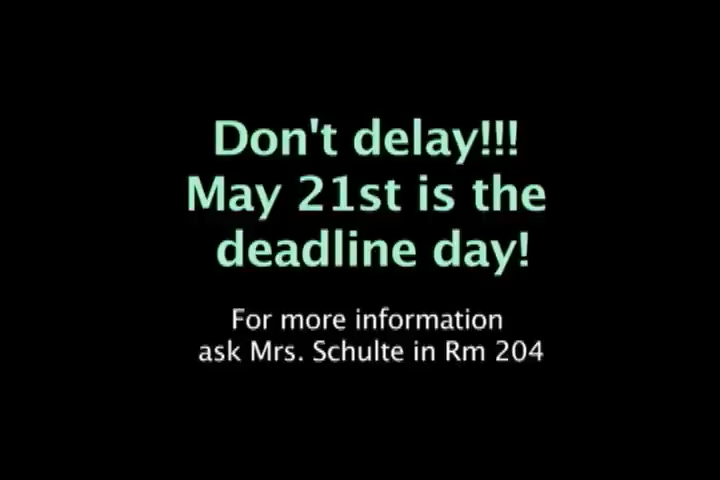 Don't delay!!!
May 21st is the
deadline day!
For more information
ask Mrs. Schulte in Rm 204